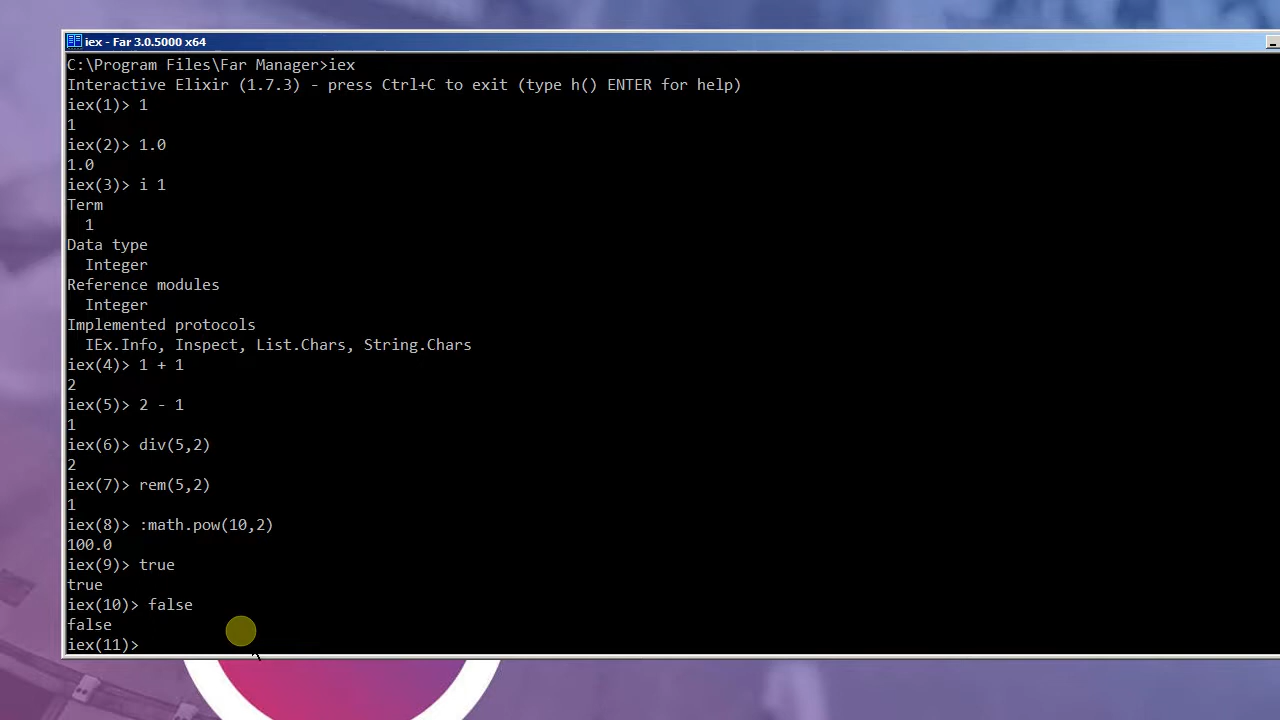 iex - Far 3.0.5000 x64
C:\Program Files\Far Manager>iex
Interactive Elixir (1.7.3) - press Ctrl+C to exit (type h() ENTER for help)
iex(1)> 1
1
iex(2)> 1.0
1.0
iex(3)> i 1
Term
  1
Data type
  Integer
Reference modules
  Integer
Implemented protocols
  IEx.Info, Inspect, List.Chars, String.Chars
iex(4)> 1 + 1
2
iex(5)> 2 - 1
1
iex(6)> div(5,2)
2
iex(7)> rem(5,2)
1
iex(8)> :math.pow(10,2)
100.0
iex(9)> true
true
iex(10)> false
false
iex(11)>